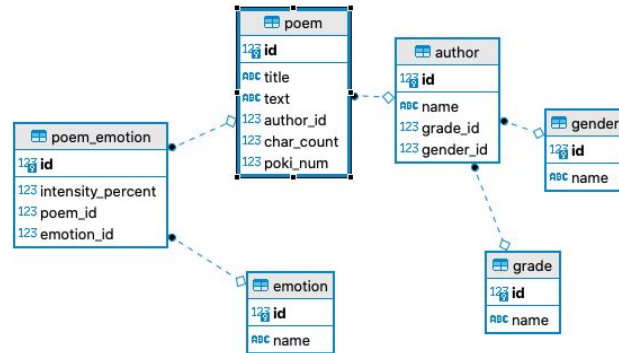 poem
123 id
ABC title
ABC text
123 author_id
123 char_count
123 poki_num
author
123 id
ABC name
123 grade_id
123 gender_id
gender
123 id
ABC name
poem_emotion
123 id
123 intensity_percent
123 poem_id
123 emotion_id
grade
123 id
ABC name
emotion
123 id
ABC name